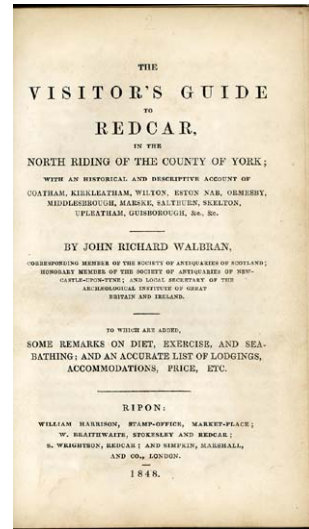 THE
VISITOR'S GUIDE
TO
REDCAR,
IN THE
NORTH RIDING OF THE COUNTY OF YORK;
WITH AN HISTORICAL AND DESCRIPTIVE ACCOUNT OF
COATHAM, KIRKLEATHAM, WILTON, ESTON NAB, ORMESBY,
MIDDLESBROUGH, MARSKE, SALTBURN, SKELTON,
UPLEATHAM, GUISBOROUGH, &c., &c.
BY JOHN RICHARD WALBRAN,
CORRESPONDING MEMBER OF THE SOCIETY OF ANTIQUARIES OF SCOTLAND;
HONORARY MEMBER OF THE SOCIETY OF ANTIQUARIES OF NEW-
CASTLE-UPON-TYNE; AND LOCAL SECRETARY OF THE
ARCHÆOLOGICAL INSTITUTE OF GREAT
BRITAIN AND IRELAND.
TO WHICH ARE ADDED,
SOME REMARKS ON DIET, EXERCISE, AND SEA-
BATHING; AND AN ACCURATE LIST OF LODGINGS,
ACCOMMODATIONS, PRICE, ETC.
RIPON:
WILLIAM HARRISON, STAMP-OFFICE, MARKET-PLACE;
W. BRAITHWAITE, STOKESLEY AND REDCAR;
S. WRIGHTSON, REDCAR; AND SIMPKIN, MARSHALL,
AND CO., LONDON.
1848.